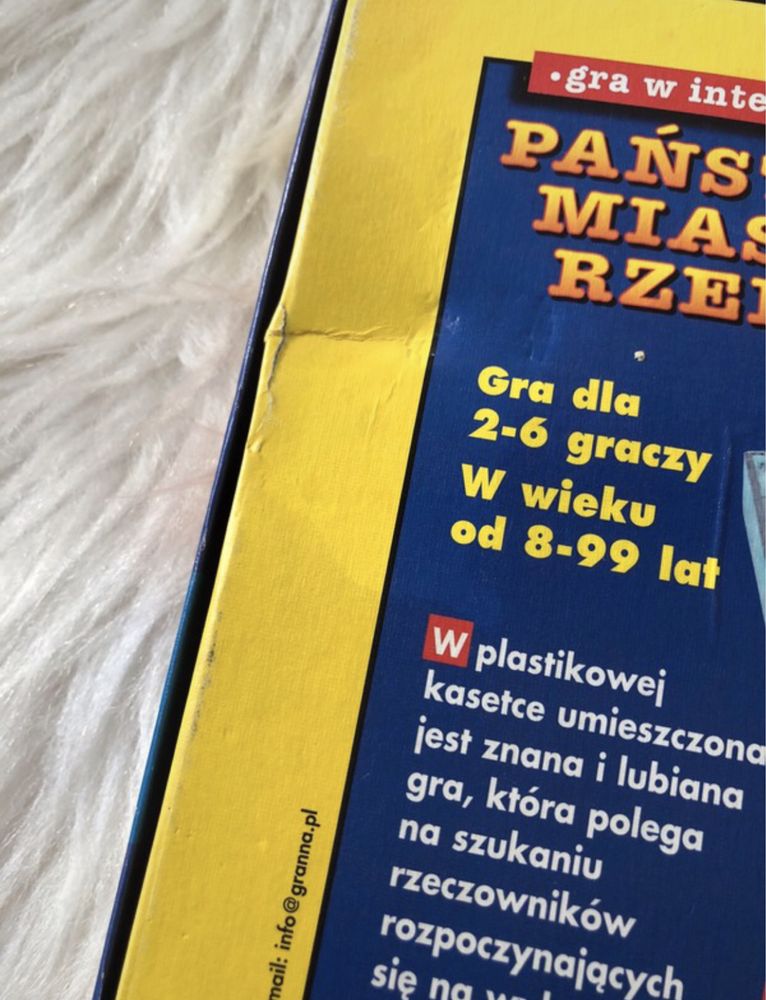 •gra w inte
PAŃS
MIAS
RZE
Gra dla
2-6 graczy
W wieku
od 8-99 lat
W plastikowej
kasetce umieszczona
jest znana i lubiana
gra, która polega
na szukaniu
rzeczowników
rozpoczynających
się na
mail: info@granna.pl